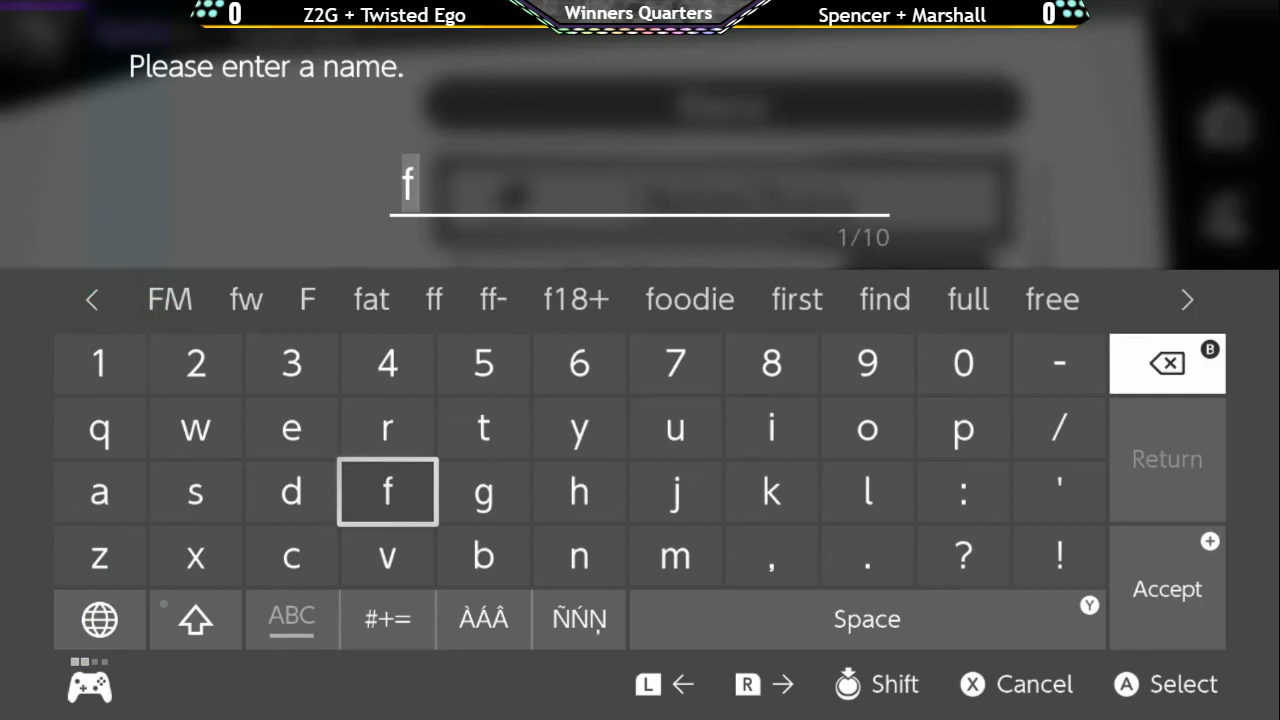 0 Z2G + Twisted Ego Winners Quarters Spencer + Marshall 0
Please enter a name.
f
1/10
< FM fw F fat ff ff- f18+ foodie first find full free >
1 2 3 4 5 6 7 8 9 0 - B
q w e r t y u i o p / Return
a s d f g h j k l : '
z x c v b n m , . ? ! + Accept
ABC #+= ÀÁÂ ÑŃŅ Space Y
L ← R → Shift X Cancel A Select